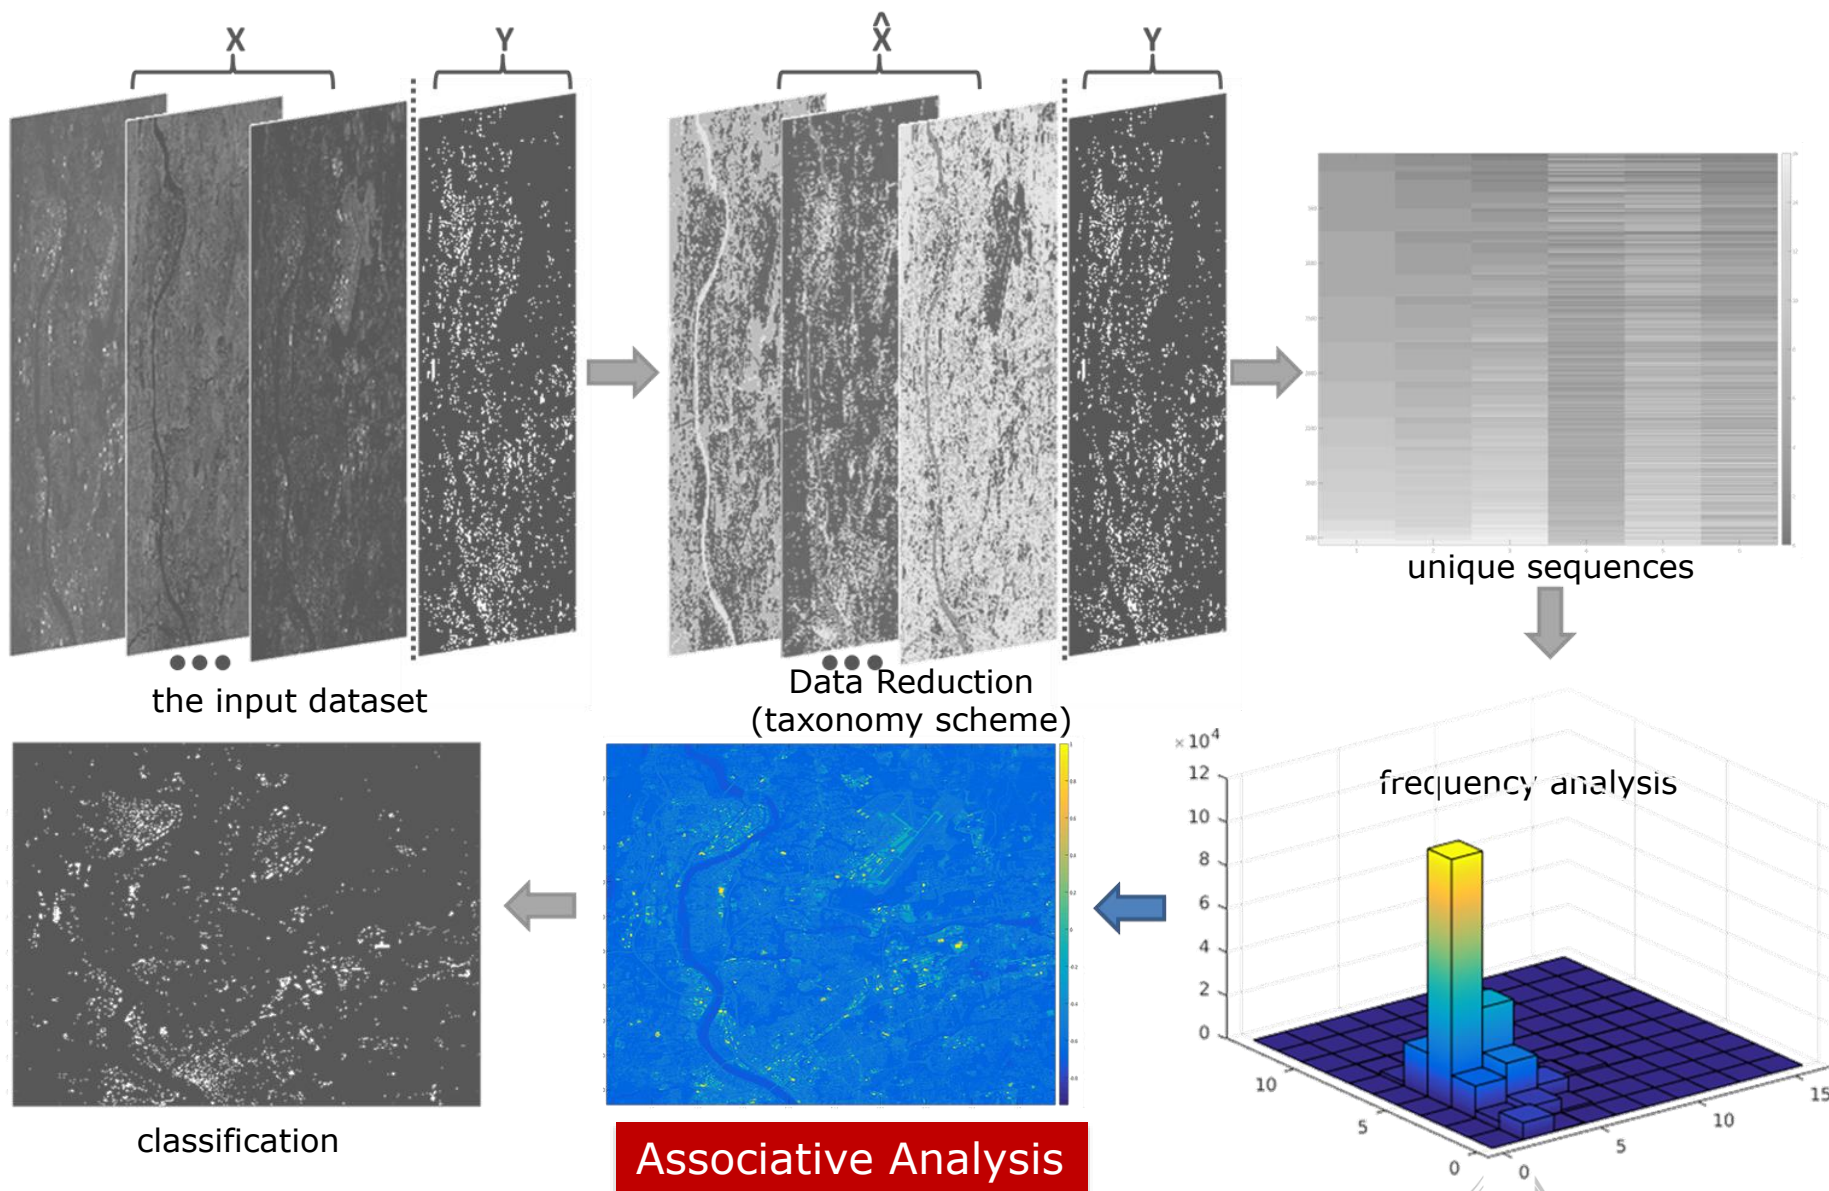 X
Y
^
X
Y
unique sequences
the input dataset
Data Reduction
(taxonomy scheme)
× 10⁴
12
10
8
6
4
2
0
frequency analysis
10
5
0
0
5
10
15
classification
Associative Analysis